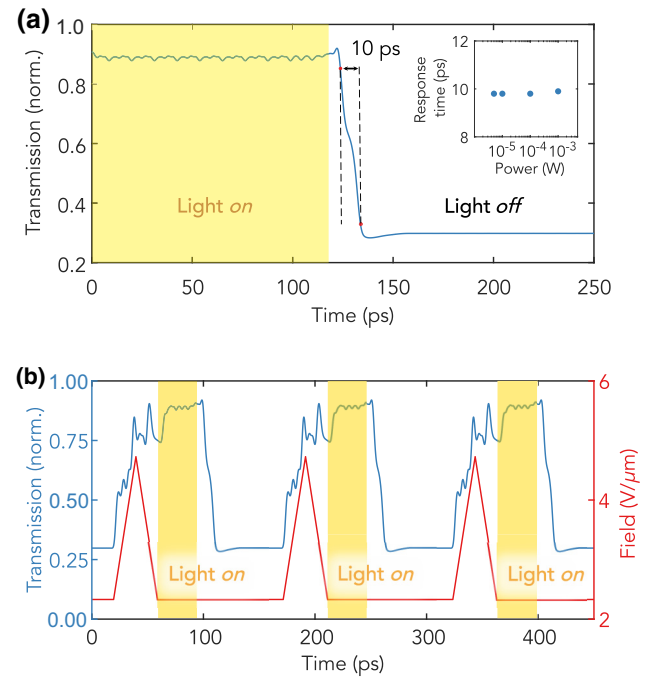 (a)
1.0
0.8
0.6
0.4
0.2
Transmission (norm.)
10 ps
Light on
Light off
12
10
8
Response
time (ps)
10-5 10-4 10-3
Power (W)
0 50 100 150 200 250
Time (ps)
(b)
1.00
0.75
0.50
0.25
0.00
Transmission (norm.)
6
4
2
Field (V/μm)
Light on Light on Light on
0 100 200 300 400
Time (ps)